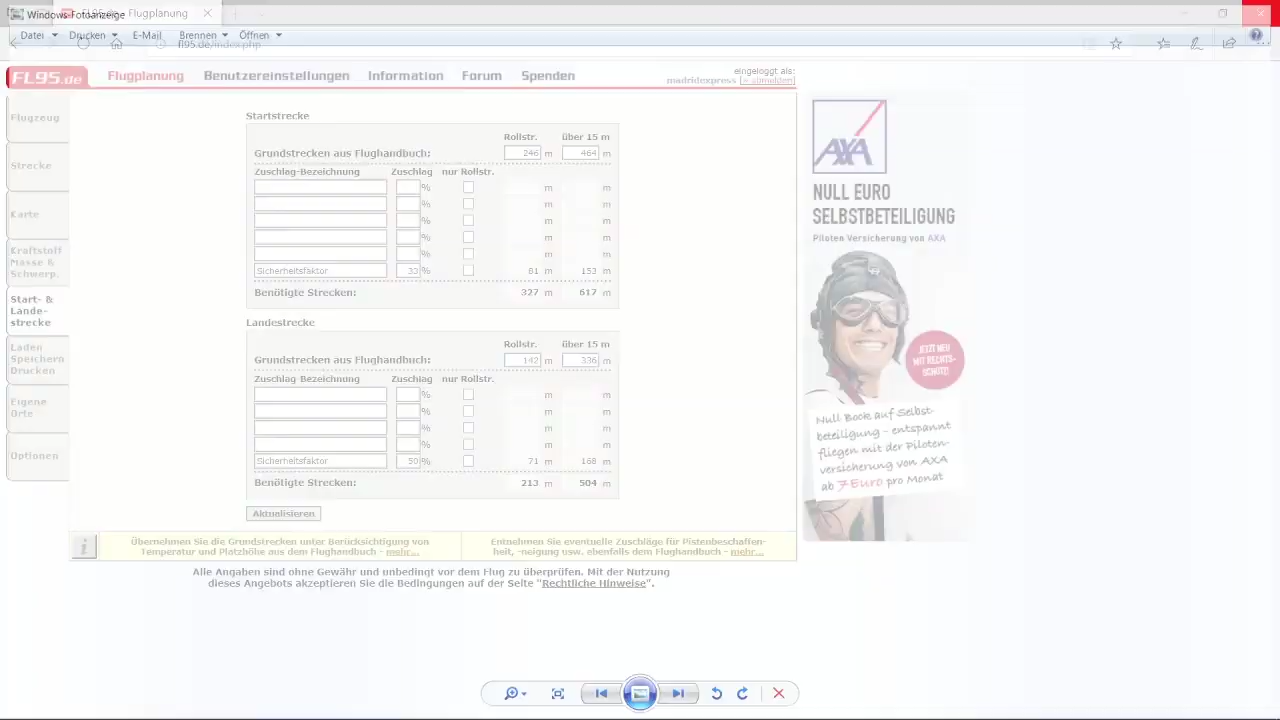 Windows-Fotoanzeige
Flugplanung
Datei Drucken E-Mail Brennen Öffnen
fl95.de/index.php
FL95.de Flugplanung Benutzereinstellungen Information Forum Spenden
eingeloggt als:
madridexpress [» abmelden]
Flugzeug
Strecke
Karte
Kraftstoff
Masse &
Schwerp.
Start- &
Lande-
strecke
Laden
Speichern
Drucken
Eigene
Orte
Optionen
Startstrecke
Rollstr. über 15 m
Grundstrecken aus Flughandbuch: 246 m 464 m
Zuschlag-Bezeichnung Zuschlag nur Rollstr.
% m m
% m m
% m m
% m m
% m m
Sicherheitsfaktor 33 % 81 m 153 m
Benötigte Strecken: 327 m 617 m
Landestrecke
Rollstr. über 15 m
Grundstrecken aus Flughandbuch: 142 m 336 m
Zuschlag-Bezeichnung Zuschlag nur Rollstr.
% m m
% m m
% m m
% m m
Sicherheitsfaktor 50 % 71 m 168 m
Benötigte Strecken: 213 m 504 m
Aktualisieren
Übernehmen Sie die Grundstrecken unter Berücksichtigung von
Temperatur und Platzhöhe aus dem Flughandbuch - mehr...
Entnehmen Sie eventuelle Zuschläge für Pistenbeschaffen-
heit, -neigung usw. ebenfalls dem Flughandbuch - mehr...
Alle Angaben sind ohne Gewähr und unbedingt vor dem Flug zu überprüfen. Mit der Nutzung
dieses Angebots akzeptieren Sie die Bedingungen auf der Seite "Rechtliche Hinweise".
AXA
NULL EURO
SELBSTBETEILIGUNG
Piloten Versicherung von AXA
JETZT NEU
MIT RECHTS-
SCHUTZ!
Null Bock auf Selbst-
beteiligung – entspannt
fliegen mit der Piloten-
versicherung von AXA
ab 7 Euro pro Monat